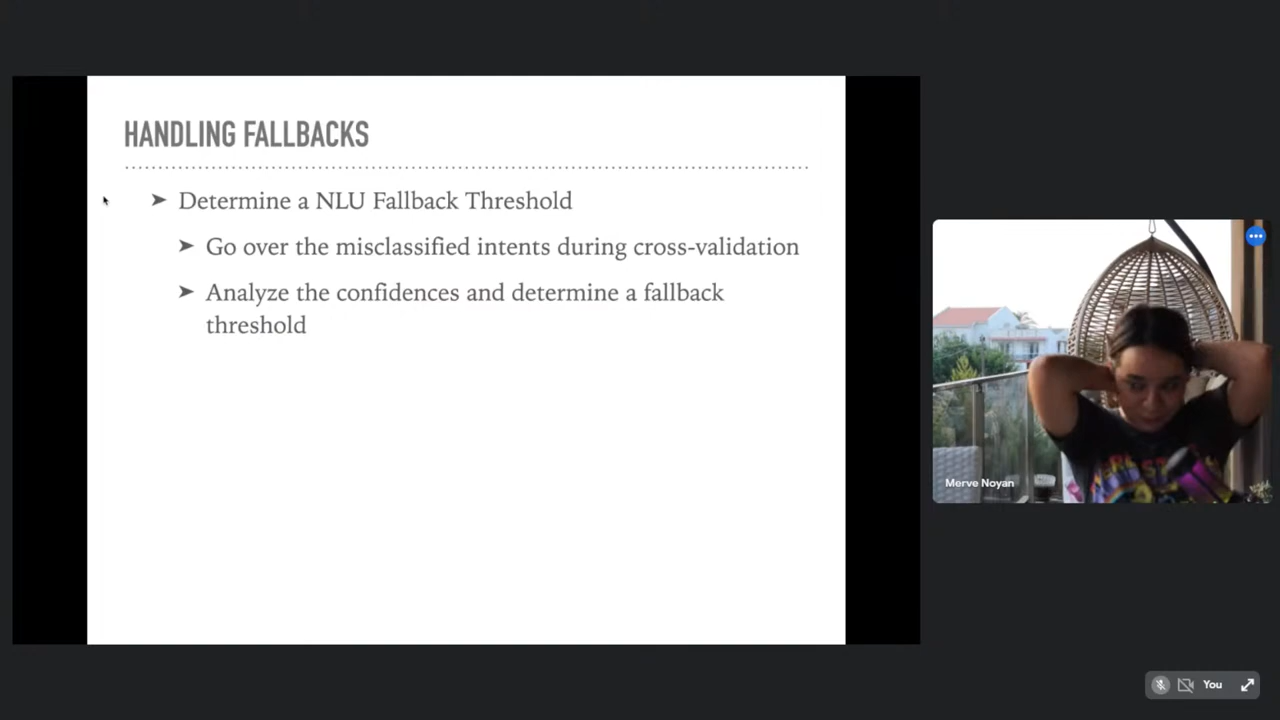 HANDLING FALLBACKS
➤ Determine a NLU Fallback Threshold
➤ Go over the misclassified intents during cross-validation
➤ Analyze the confidences and determine a fallback
threshold
Merve Noyan
You